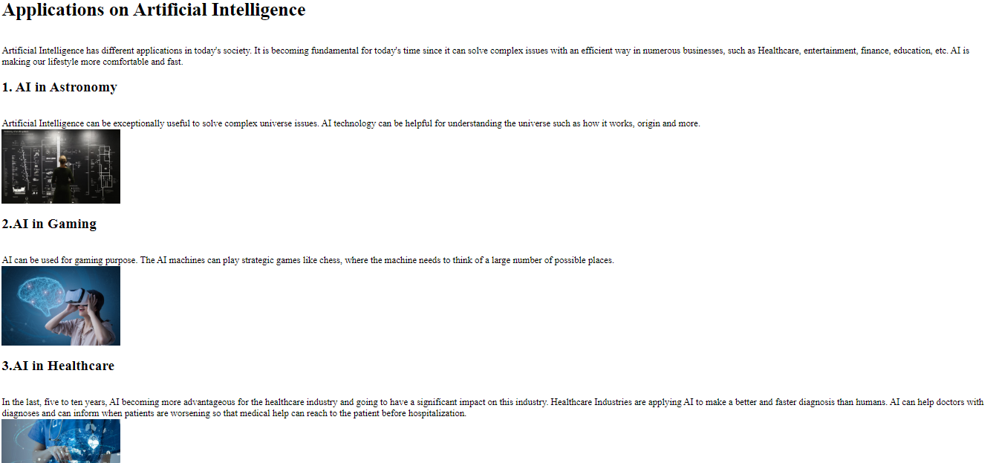 Applications on Artificial Intelligence
Artificial Intelligence has different applications in today's society. It is becoming fundamental for today's time since it can solve complex issues with an efficient way in numerous businesses, such as Healthcare, entertainment, finance, education, etc. AI is
making our lifestyle more comfortable and fast.
1. AI in Astronomy
Artificial Intelligence can be exceptionally useful to solve complex universe issues. AI technology can be helpful for understanding the universe such as how it works, origin and more.
2.AI in Gaming
AI can be used for gaming purpose. The AI machines can play strategic games like chess, where the machine needs to think of a large number of possible places.
3.AI in Healthcare
In the last, five to ten years, AI becoming more advantageous for the healthcare industry and going to have a significant impact on this industry. Healthcare Industries are applying AI to make a better and faster diagnosis than humans. AI can help doctors with
diagnoses and can inform when patients are worsening so that medical help can reach to the patient before hospitalization.